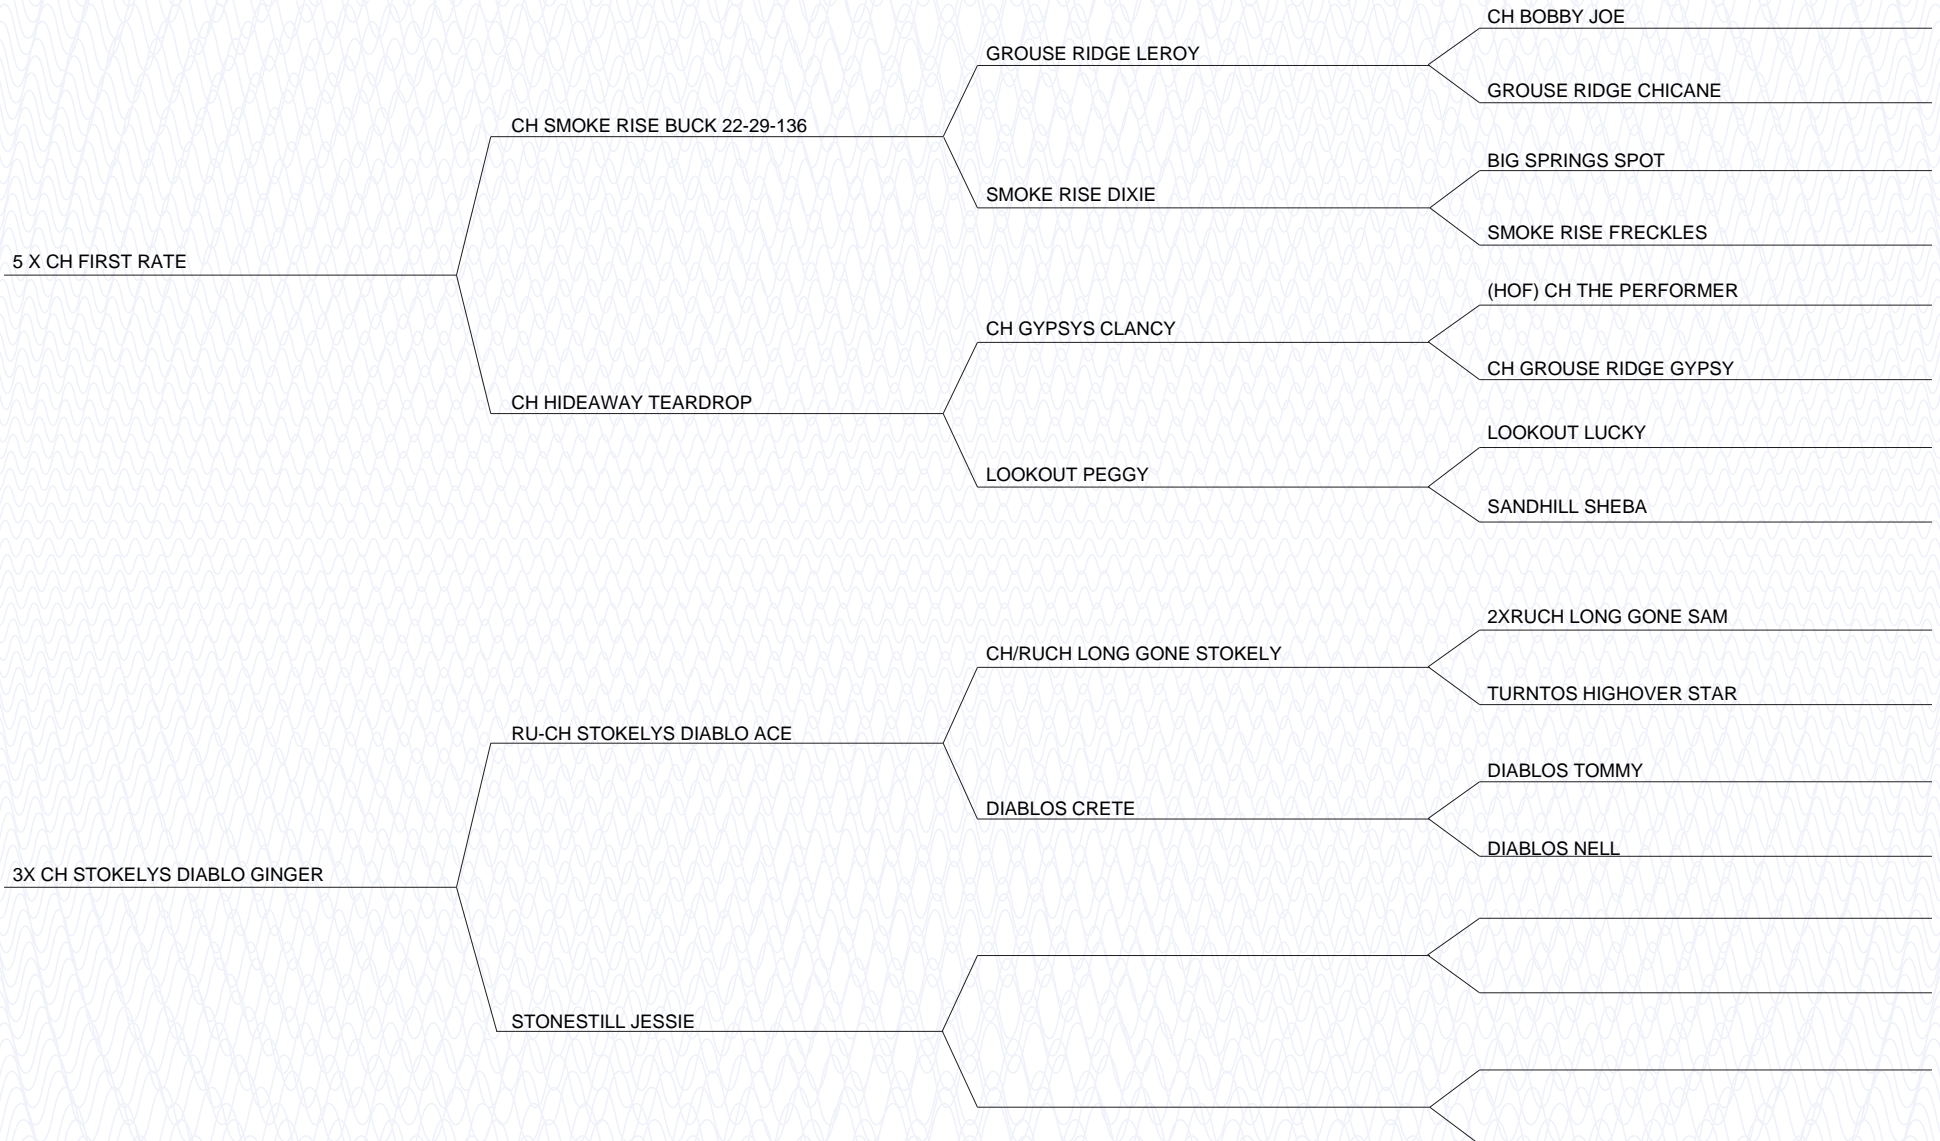 CH BOBBY JOE
GROUSE RIDGE LEROY
GROUSE RIDGE CHICANE
CH SMOKE RISE BUCK 22-29-136
BIG SPRINGS SPOT
SMOKE RISE DIXIE
SMOKE RISE FRECKLES
5 X CH FIRST RATE
(HOF) CH THE PERFORMER
CH GYPSYS CLANCY
CH GROUSE RIDGE GYPSY
CH HIDEAWAY TEARDROP
LOOKOUT LUCKY
LOOKOUT PEGGY
SANDHILL SHEBA
2XRUCH LONG GONE SAM
CH/RUCH LONG GONE STOKELY
TURNTOS HIGHOVER STAR
RU-CH STOKELYS DIABLO ACE
DIABLOS TOMMY
DIABLOS CRETE
DIABLOS NELL
3X CH STOKELYS DIABLO GINGER
STONESTILL JESSIE